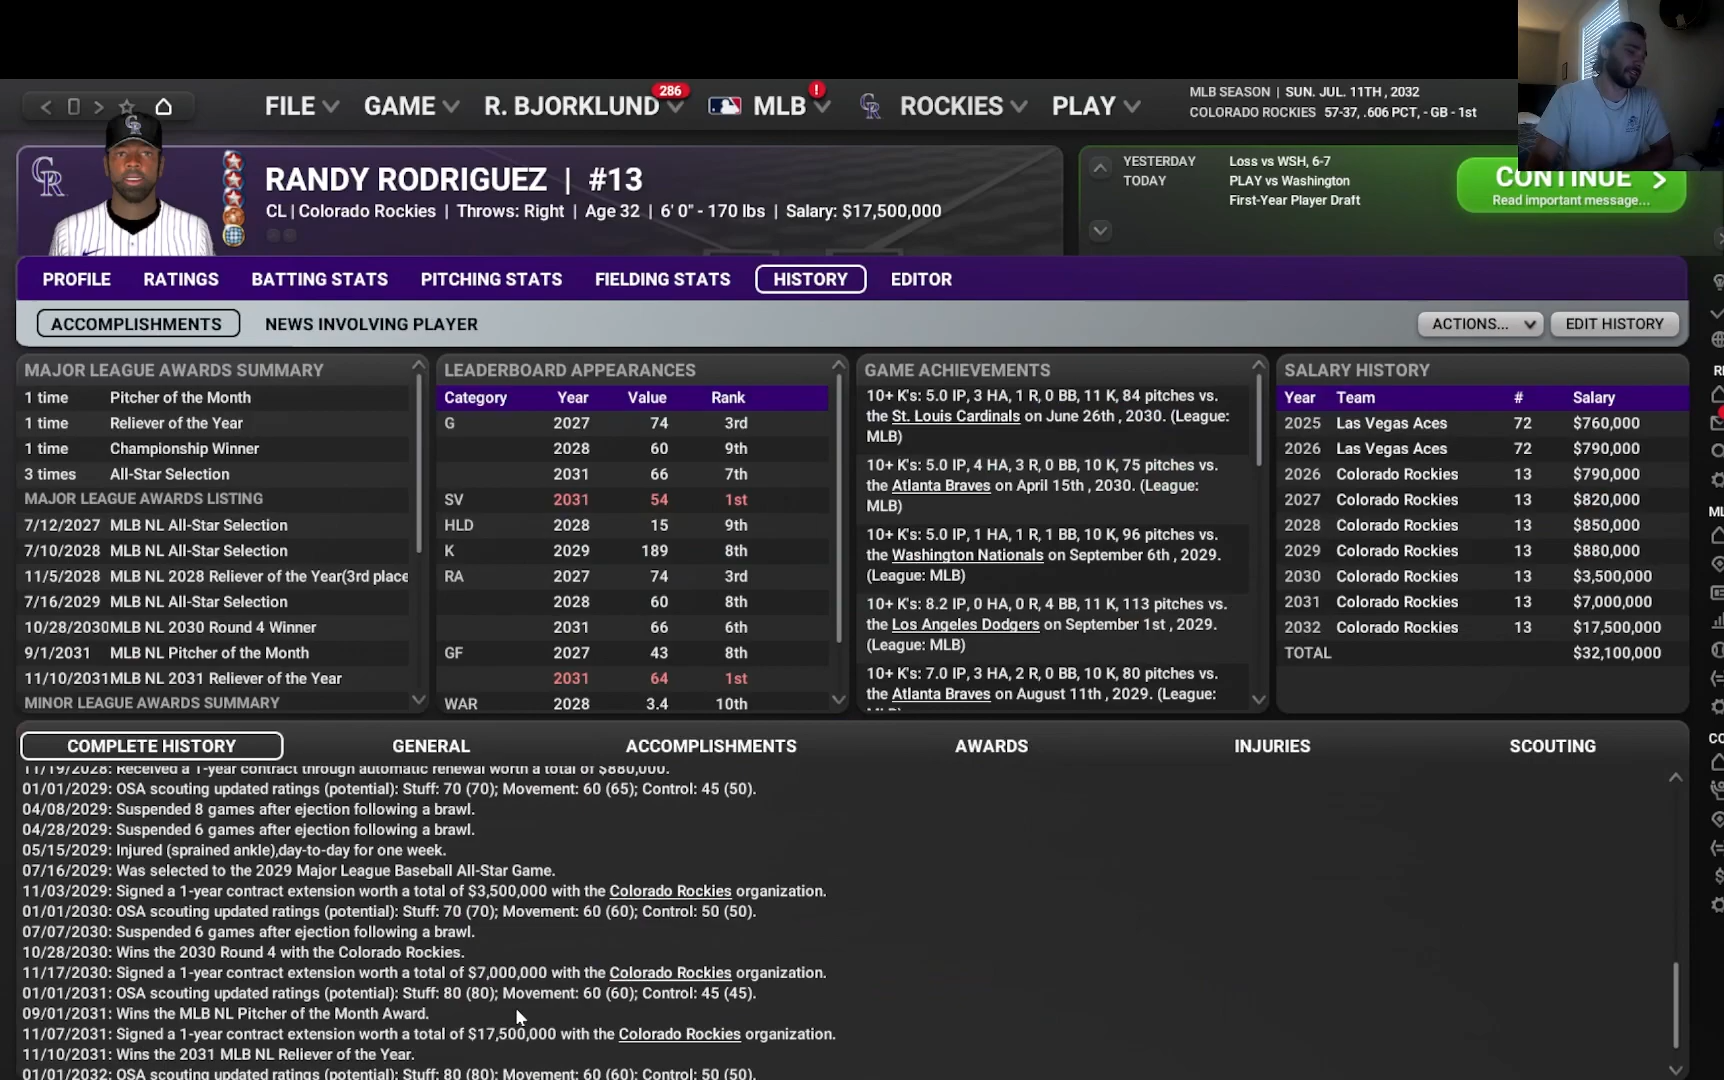 FILE GAME R. BJORKLUND 286 MLB ! ROCKIES PLAY
MLB SEASON | SUN. JUL. 11TH , 2032
COLORADO ROCKIES 57-37, .606 PCT, - GB - 1st
RANDY RODRIGUEZ | #13
CL | Colorado Rockies | Throws: Right | Age 32 | 6' 0" - 170 lbs | Salary: $17,500,000
YESTERDAY Loss vs WSH, 6-7
TODAY PLAY vs Washington
First-Year Player Draft
CONTINUE >
Read important message...
PROFILE RATINGS BATTING STATS PITCHING STATS FIELDING STATS HISTORY EDITOR
ACCOMPLISHMENTS NEWS INVOLVING PLAYER ACTIONS... EDIT HISTORY
MAJOR LEAGUE AWARDS SUMMARY
1 time Pitcher of the Month
1 time Reliever of the Year
1 time Championship Winner
3 times All-Star Selection
MAJOR LEAGUE AWARDS LISTING
7/12/2027 MLB NL All-Star Selection
7/10/2028 MLB NL All-Star Selection
11/5/2028 MLB NL 2028 Reliever of the Year(3rd place
7/16/2029 MLB NL All-Star Selection
10/28/2030 MLB NL 2030 Round 4 Winner
9/1/2031 MLB NL Pitcher of the Month
11/10/2031 MLB NL 2031 Reliever of the Year
MINOR LEAGUE AWARDS SUMMARY
LEADERBOARD APPEARANCES
Category Year Value Rank
G 2027 74 3rd
2028 60 9th
2031 66 7th
SV 2031 54 1st
HLD 2028 15 9th
K 2029 189 8th
RA 2027 74 3rd
2028 60 8th
2031 66 6th
GF 2027 43 8th
2031 64 1st
WAR 2028 3.4 10th
GAME ACHIEVEMENTS
10+ K's: 5.0 IP, 3 HA, 1 R, 0 BB, 11 K, 84 pitches vs.
the St. Louis Cardinals on June 26th , 2030. (League:
MLB)
10+ K's: 5.0 IP, 4 HA, 3 R, 0 BB, 10 K, 75 pitches vs.
the Atlanta Braves on April 15th , 2030. (League:
MLB)
10+ K's: 5.0 IP, 1 HA, 1 R, 1 BB, 10 K, 96 pitches vs.
the Washington Nationals on September 6th , 2029.
(League: MLB)
10+ K's: 8.2 IP, 0 HA, 0 R, 4 BB, 11 K, 113 pitches vs.
the Los Angeles Dodgers on September 1st , 2029.
(League: MLB)
10+ K's: 7.0 IP, 3 HA, 2 R, 0 BB, 10 K, 80 pitches vs.
the Atlanta Braves on August 11th , 2029. (League:
SALARY HISTORY
Year Team # Salary
2025 Las Vegas Aces 72 $760,000
2026 Las Vegas Aces 72 $790,000
2026 Colorado Rockies 13 $790,000
2027 Colorado Rockies 13 $820,000
2028 Colorado Rockies 13 $850,000
2029 Colorado Rockies 13 $880,000
2030 Colorado Rockies 13 $3,500,000
2031 Colorado Rockies 13 $7,000,000
2032 Colorado Rockies 13 $17,500,000
TOTAL $32,100,000
COMPLETE HISTORY GENERAL ACCOMPLISHMENTS AWARDS INJURIES SCOUTING
11/19/2028: Received a 1-year contract through automatic renewal worth a total of $880,000.
01/01/2029: OSA scouting updated ratings (potential): Stuff: 70 (70); Movement: 60 (65); Control: 45 (50).
04/08/2029: Suspended 8 games after ejection following a brawl.
04/28/2029: Suspended 6 games after ejection following a brawl.
05/15/2029: Injured (sprained ankle),day-to-day for one week.
07/16/2029: Was selected to the 2029 Major League Baseball All-Star Game.
11/03/2029: Signed a 1-year contract extension worth a total of $3,500,000 with the Colorado Rockies organization.
01/01/2030: OSA scouting updated ratings (potential): Stuff: 70 (70); Movement: 60 (60); Control: 50 (50).
07/07/2030: Suspended 6 games after ejection following a brawl.
10/28/2030: Wins the 2030 Round 4 with the Colorado Rockies.
11/17/2030: Signed a 1-year contract extension worth a total of $7,000,000 with the Colorado Rockies organization.
01/01/2031: OSA scouting updated ratings (potential): Stuff: 80 (80); Movement: 60 (60); Control: 45 (45).
09/01/2031: Wins the MLB NL Pitcher of the Month Award.
11/07/2031: Signed a 1-year contract extension worth a total of $17,500,000 with the Colorado Rockies organization.
11/10/2031: Wins the 2031 MLB NL Reliever of the Year.
01/01/2032: OSA scouting updated ratings (potential): Stuff: 80 (80); Movement: 60 (60); Control: 50 (50).